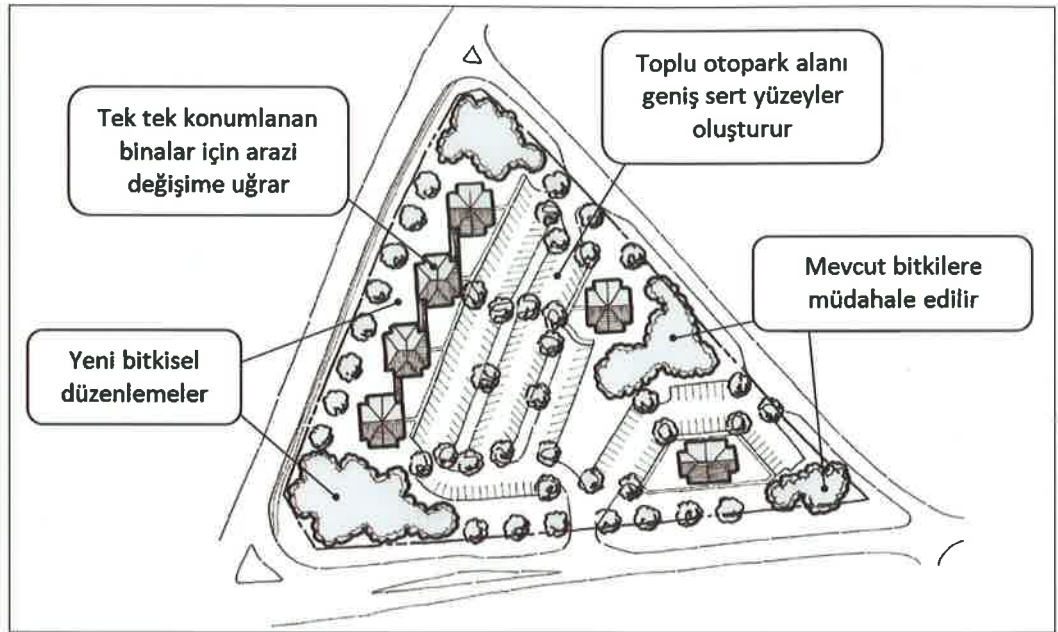 Toplu otopark alanı
geniş sert yüzeyler
oluşturur
Tek tek konumlanan
binalar için arazi
değişime uğrar
Mevcut bitkilere
müdahale edilir
Yeni bitkisel
düzenlemeler